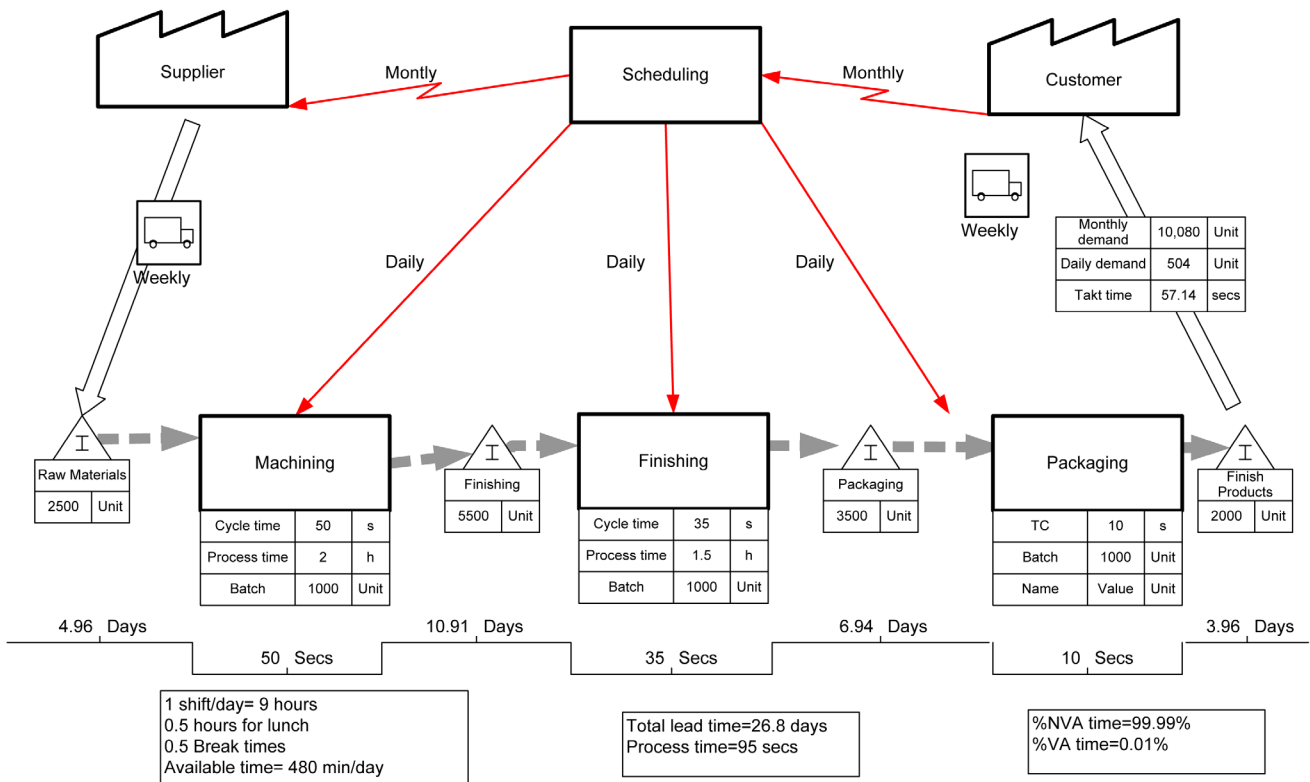 Supplier
Montly
Scheduling
Monthly
Customer
Weekly
Weekly
Monthly demand 10,080 Unit
Daily demand 504 Unit
Takt time 57.14 secs
Daily
Daily
Daily
I
Raw Materials
2500 Unit
Machining
Cycle time 50 s
Process time 2 h
Batch 1000 Unit
I
Finishing
5500 Unit
Finishing
Cycle time 35 s
Process time 1.5 h
Batch 1000 Unit
I
Packaging
3500 Unit
Packaging
TC 10 s
Batch 1000 Unit
Name Value Unit
I
Finish
Products
2000 Unit
4.96 Days
50 Secs
10.91 Days
35 Secs
6.94 Days
10 Secs
3.96 Days
1 shift/day= 9 hours
0.5 hours for lunch
0.5 Break times
Available time= 480 min/day
Total lead time=26.8 days
Process time=95 secs
%NVA time=99.99%
%VA time=0.01%